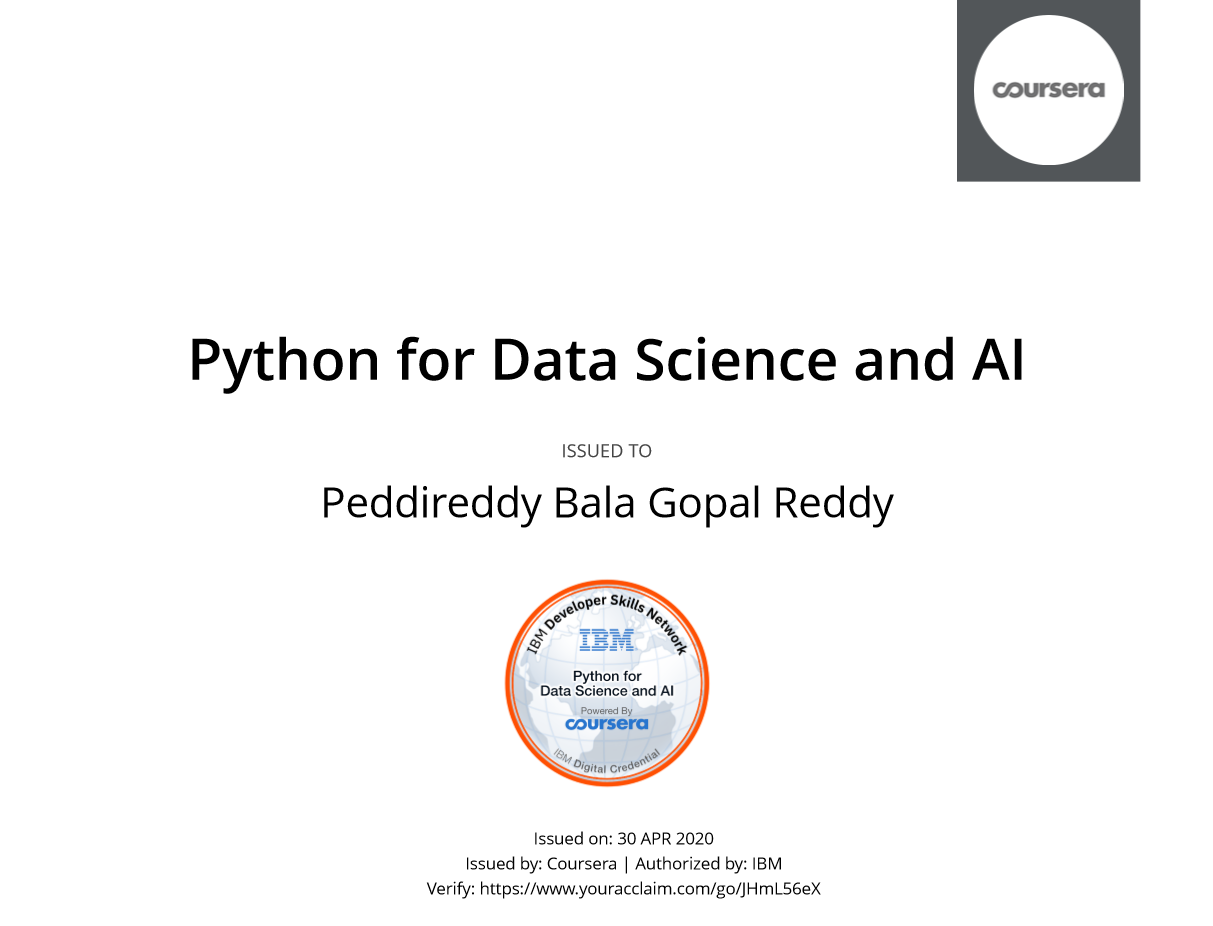 coursera
Python for Data Science and AI
ISSUED TO
Peddireddy Bala Gopal Reddy
IBM Developer Skills Network
IBM
Python for
Data Science and AI
Powered By
coursera
IBM Digital Credential
Issued on: 30 APR 2020
Issued by: Coursera | Authorized by: IBM
Verify: https://www.youracclaim.com/go/JHmL56eX